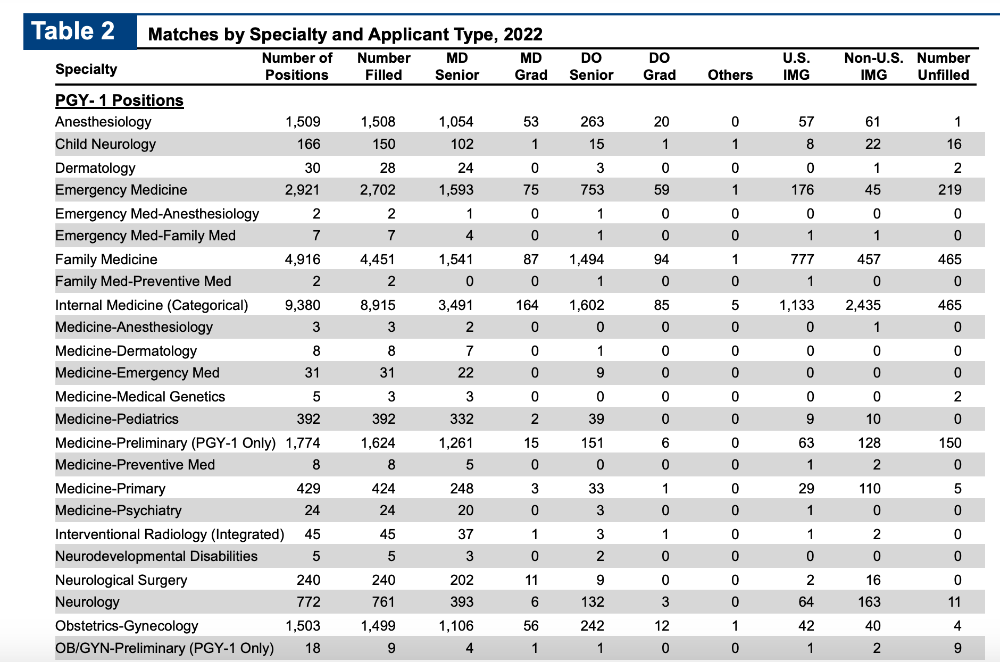 Table 2 Matches by Specialty and Applicant Type, 2022
Specialty Number of Positions Number Filled MD Senior MD Grad DO Senior DO Grad Others U.S. IMG Non-U.S. IMG Number Unfilled
PGY- 1 Positions
Anesthesiology 1,509 1,508 1,054 53 263 20 0 57 61 1
Child Neurology 166 150 102 1 15 1 1 8 22 16
Dermatology 30 28 24 0 3 0 0 0 1 2
Emergency Medicine 2,921 2,702 1,593 75 753 59 1 176 45 219
Emergency Med-Anesthesiology 2 2 1 0 1 0 0 0 0 0
Emergency Med-Family Med 7 7 4 0 1 0 0 1 1 0
Family Medicine 4,916 4,451 1,541 87 1,494 94 1 777 457 465
Family Med-Preventive Med 2 2 0 0 1 0 0 1 0 0
Internal Medicine (Categorical) 9,380 8,915 3,491 164 1,602 85 5 1,133 2,435 465
Medicine-Anesthesiology 3 3 2 0 0 0 0 0 1 0
Medicine-Dermatology 8 8 7 0 1 0 0 0 0 0
Medicine-Emergency Med 31 31 22 0 9 0 0 0 0 0
Medicine-Medical Genetics 5 3 3 0 0 0 0 0 0 2
Medicine-Pediatrics 392 392 332 2 39 0 0 9 10 0
Medicine-Preliminary (PGY-1 Only) 1,774 1,624 1,261 15 151 6 0 63 128 150
Medicine-Preventive Med 8 8 5 0 0 0 0 1 2 0
Medicine-Primary 429 424 248 3 33 1 0 29 110 5
Medicine-Psychiatry 24 24 20 0 3 0 0 1 0 0
Interventional Radiology (Integrated) 45 45 37 1 3 1 0 1 2 0
Neurodevelopmental Disabilities 5 5 3 0 2 0 0 0 0 0
Neurological Surgery 240 240 202 11 9 0 0 2 16 0
Neurology 772 761 393 6 132 3 0 64 163 11
Obstetrics-Gynecology 1,503 1,499 1,106 56 242 12 1 42 40 4
OB/GYN-Preliminary (PGY-1 Only) 18 9 4 1 1 0 0 1 2 9